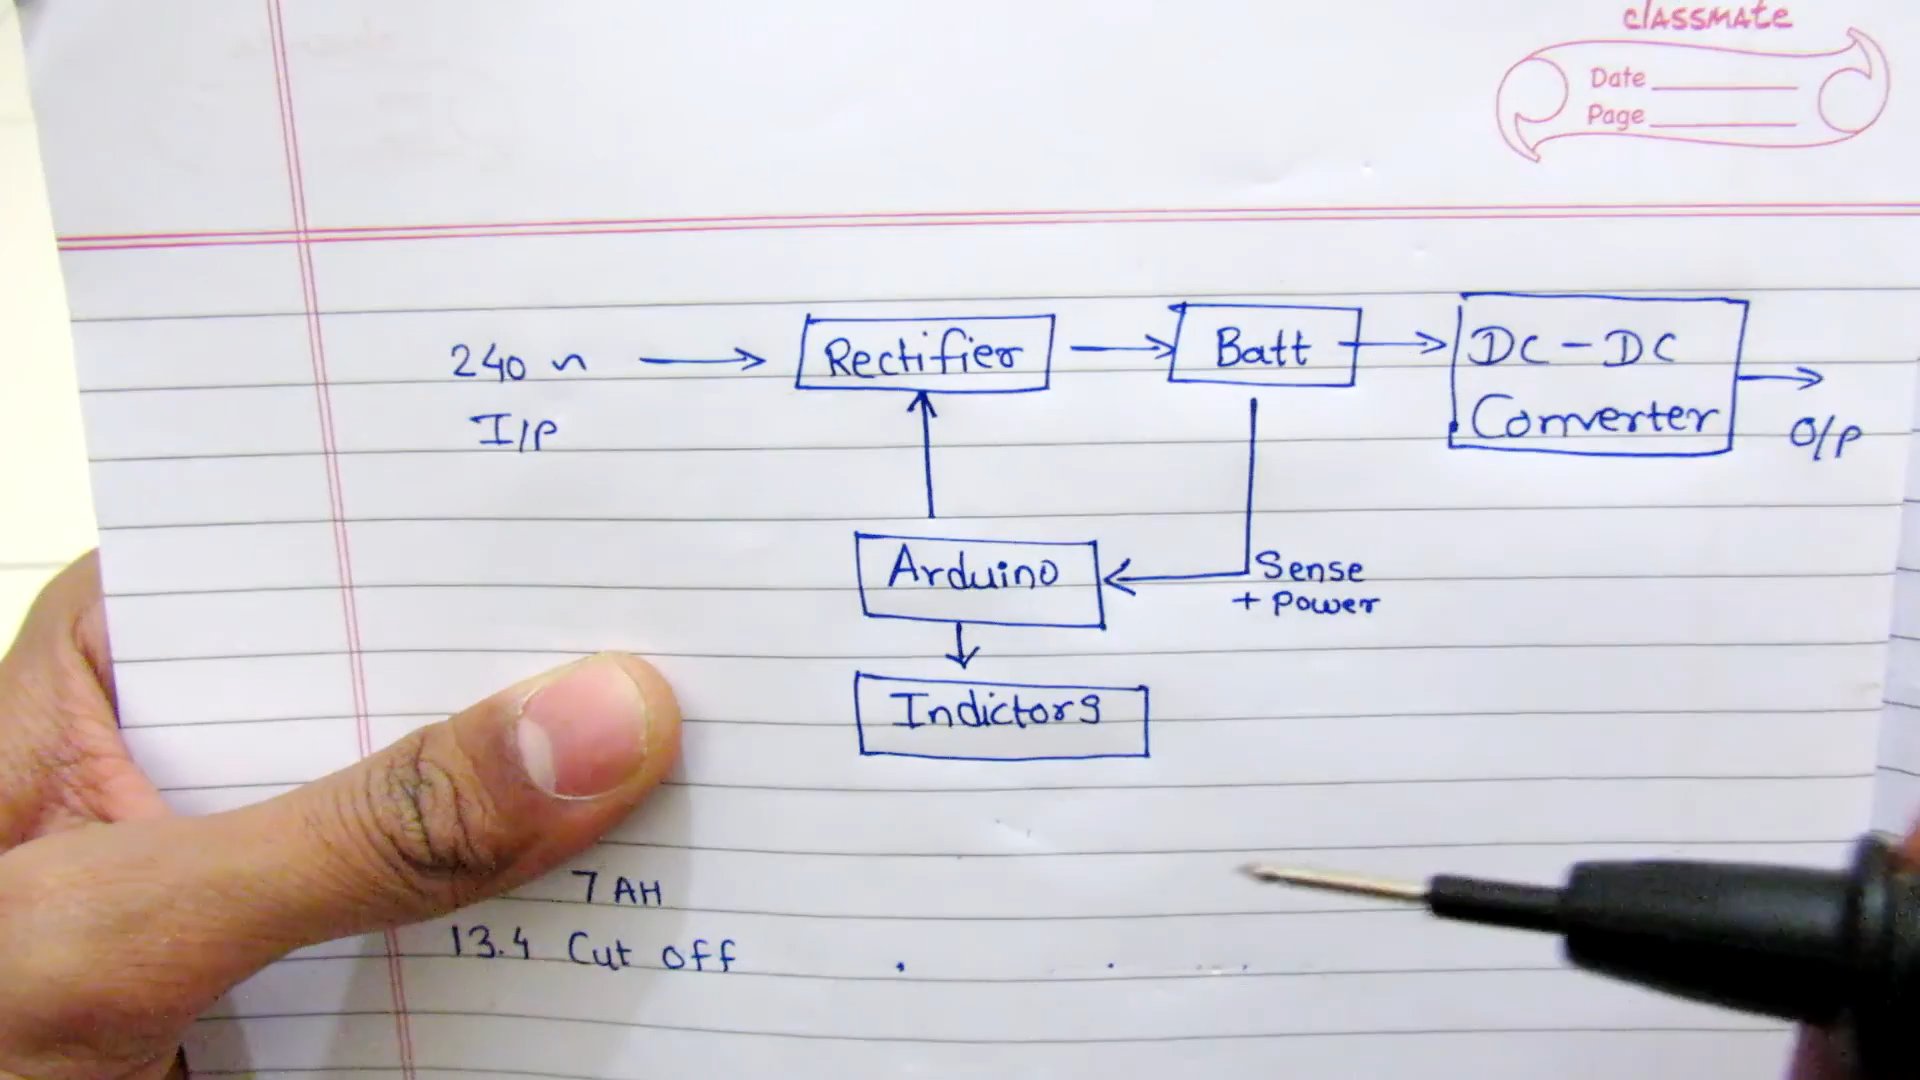 classmate
Date
Page
240 ~
I/P
Rectifier
Batt
DC-DC
Converter
O/P
Arduino
Sense
+ Power
Indictors
7 AH
13.4 Cut off